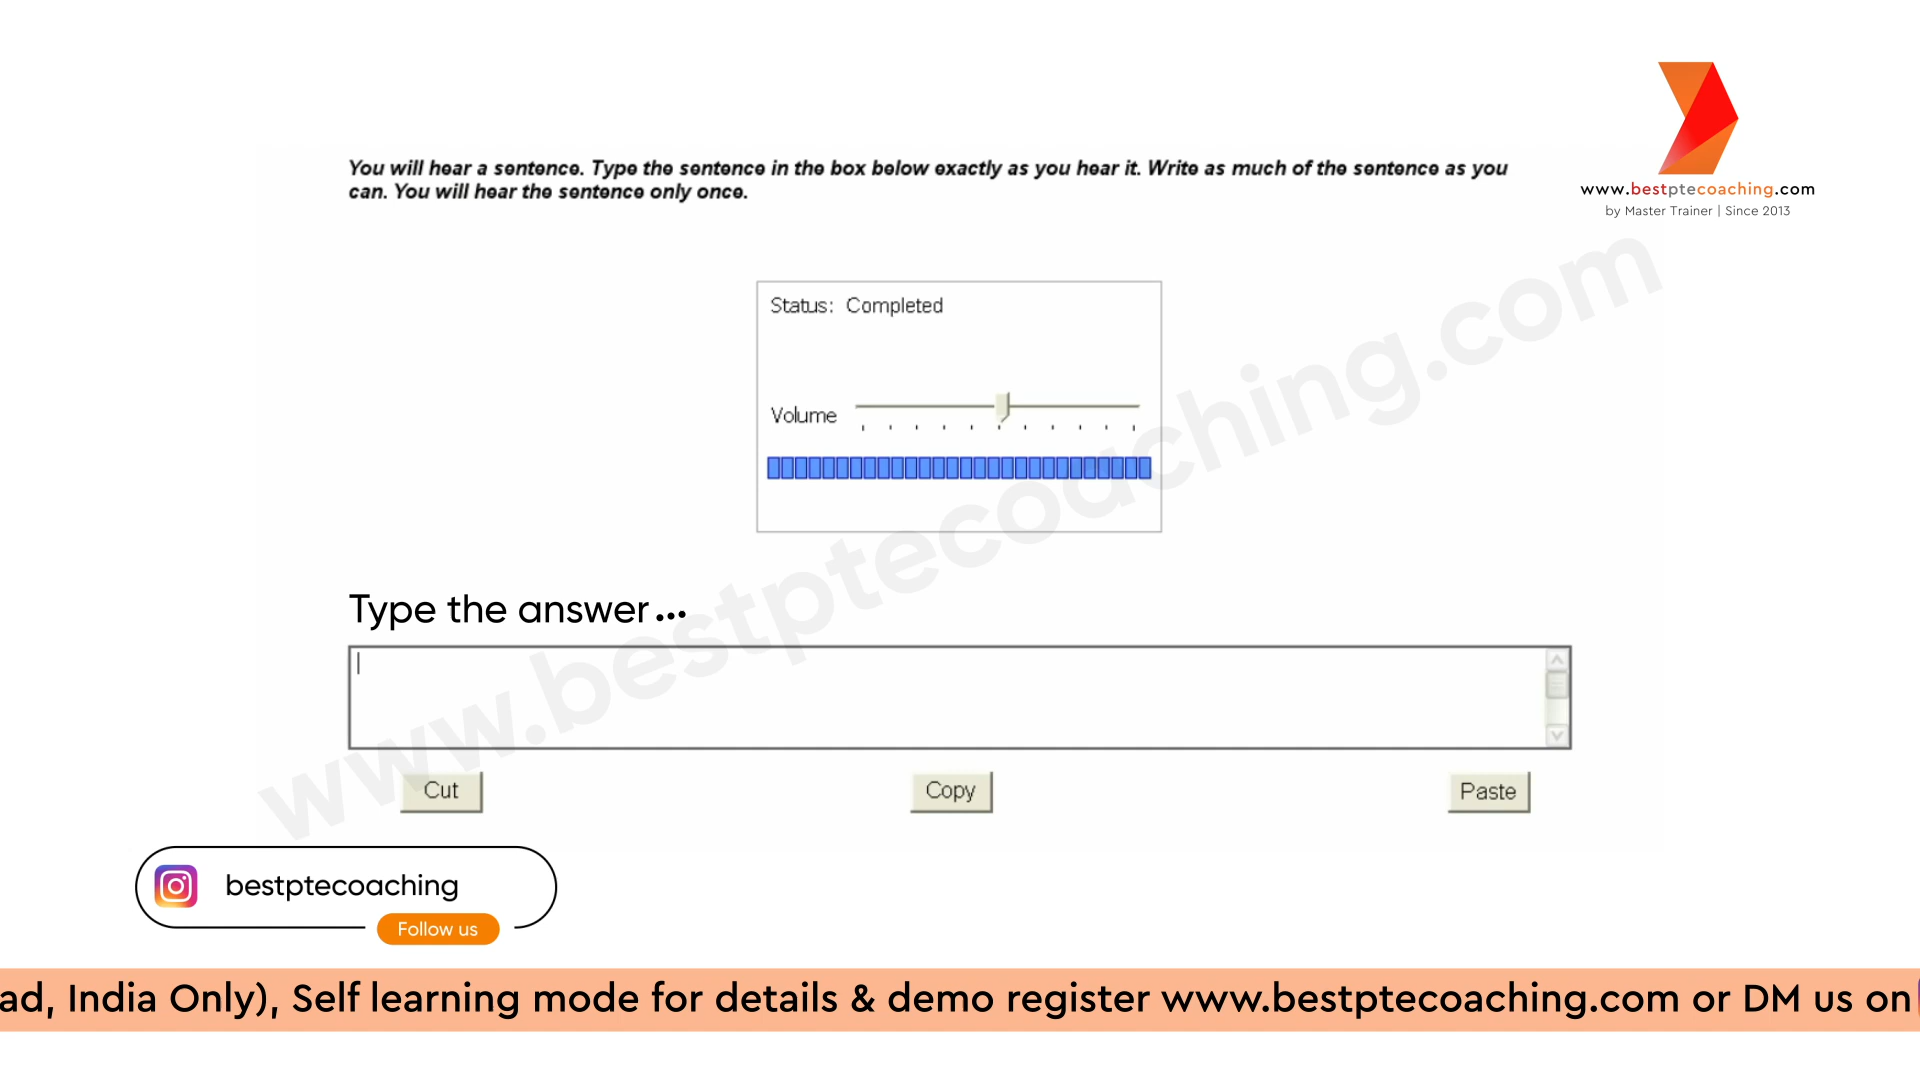 You will hear a sentence. Type the sentence in the box below exactly as you hear it. Write as much of the sentence as you
can. You will hear the sentence only once.
www.bestptecoaching.com
by Master Trainer | Since 2013
Status: Completed
Volume
www.bestptecoaching.com
Type the answer...
Cut
Copy
Paste
bestptecoaching
Follow us
ad, India Only), Self learning mode for details & demo register www.bestptecoaching.com or DM us on